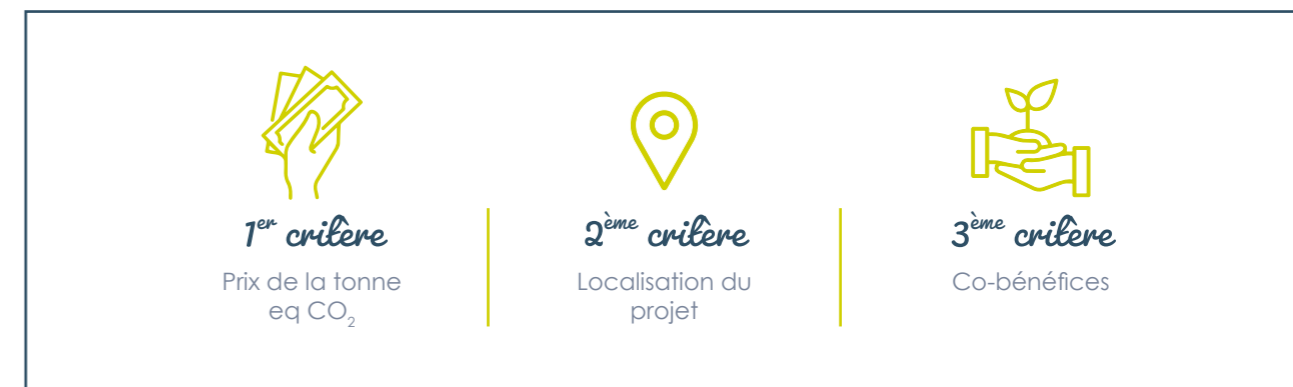 1er critère
Prix de la tonne
eq CO2
2ème critère
Localisation du
projet
3ème critère
Co-bénéfices